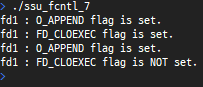 > ./ssu_fcntl_7
fd1 : O_APPEND flag is set.
fd1 : FD_CLOEXEC flag is set.
fd1 : O_APPEND flag is set.
fd1 : FD_CLOEXEC flag is NOT set.
>